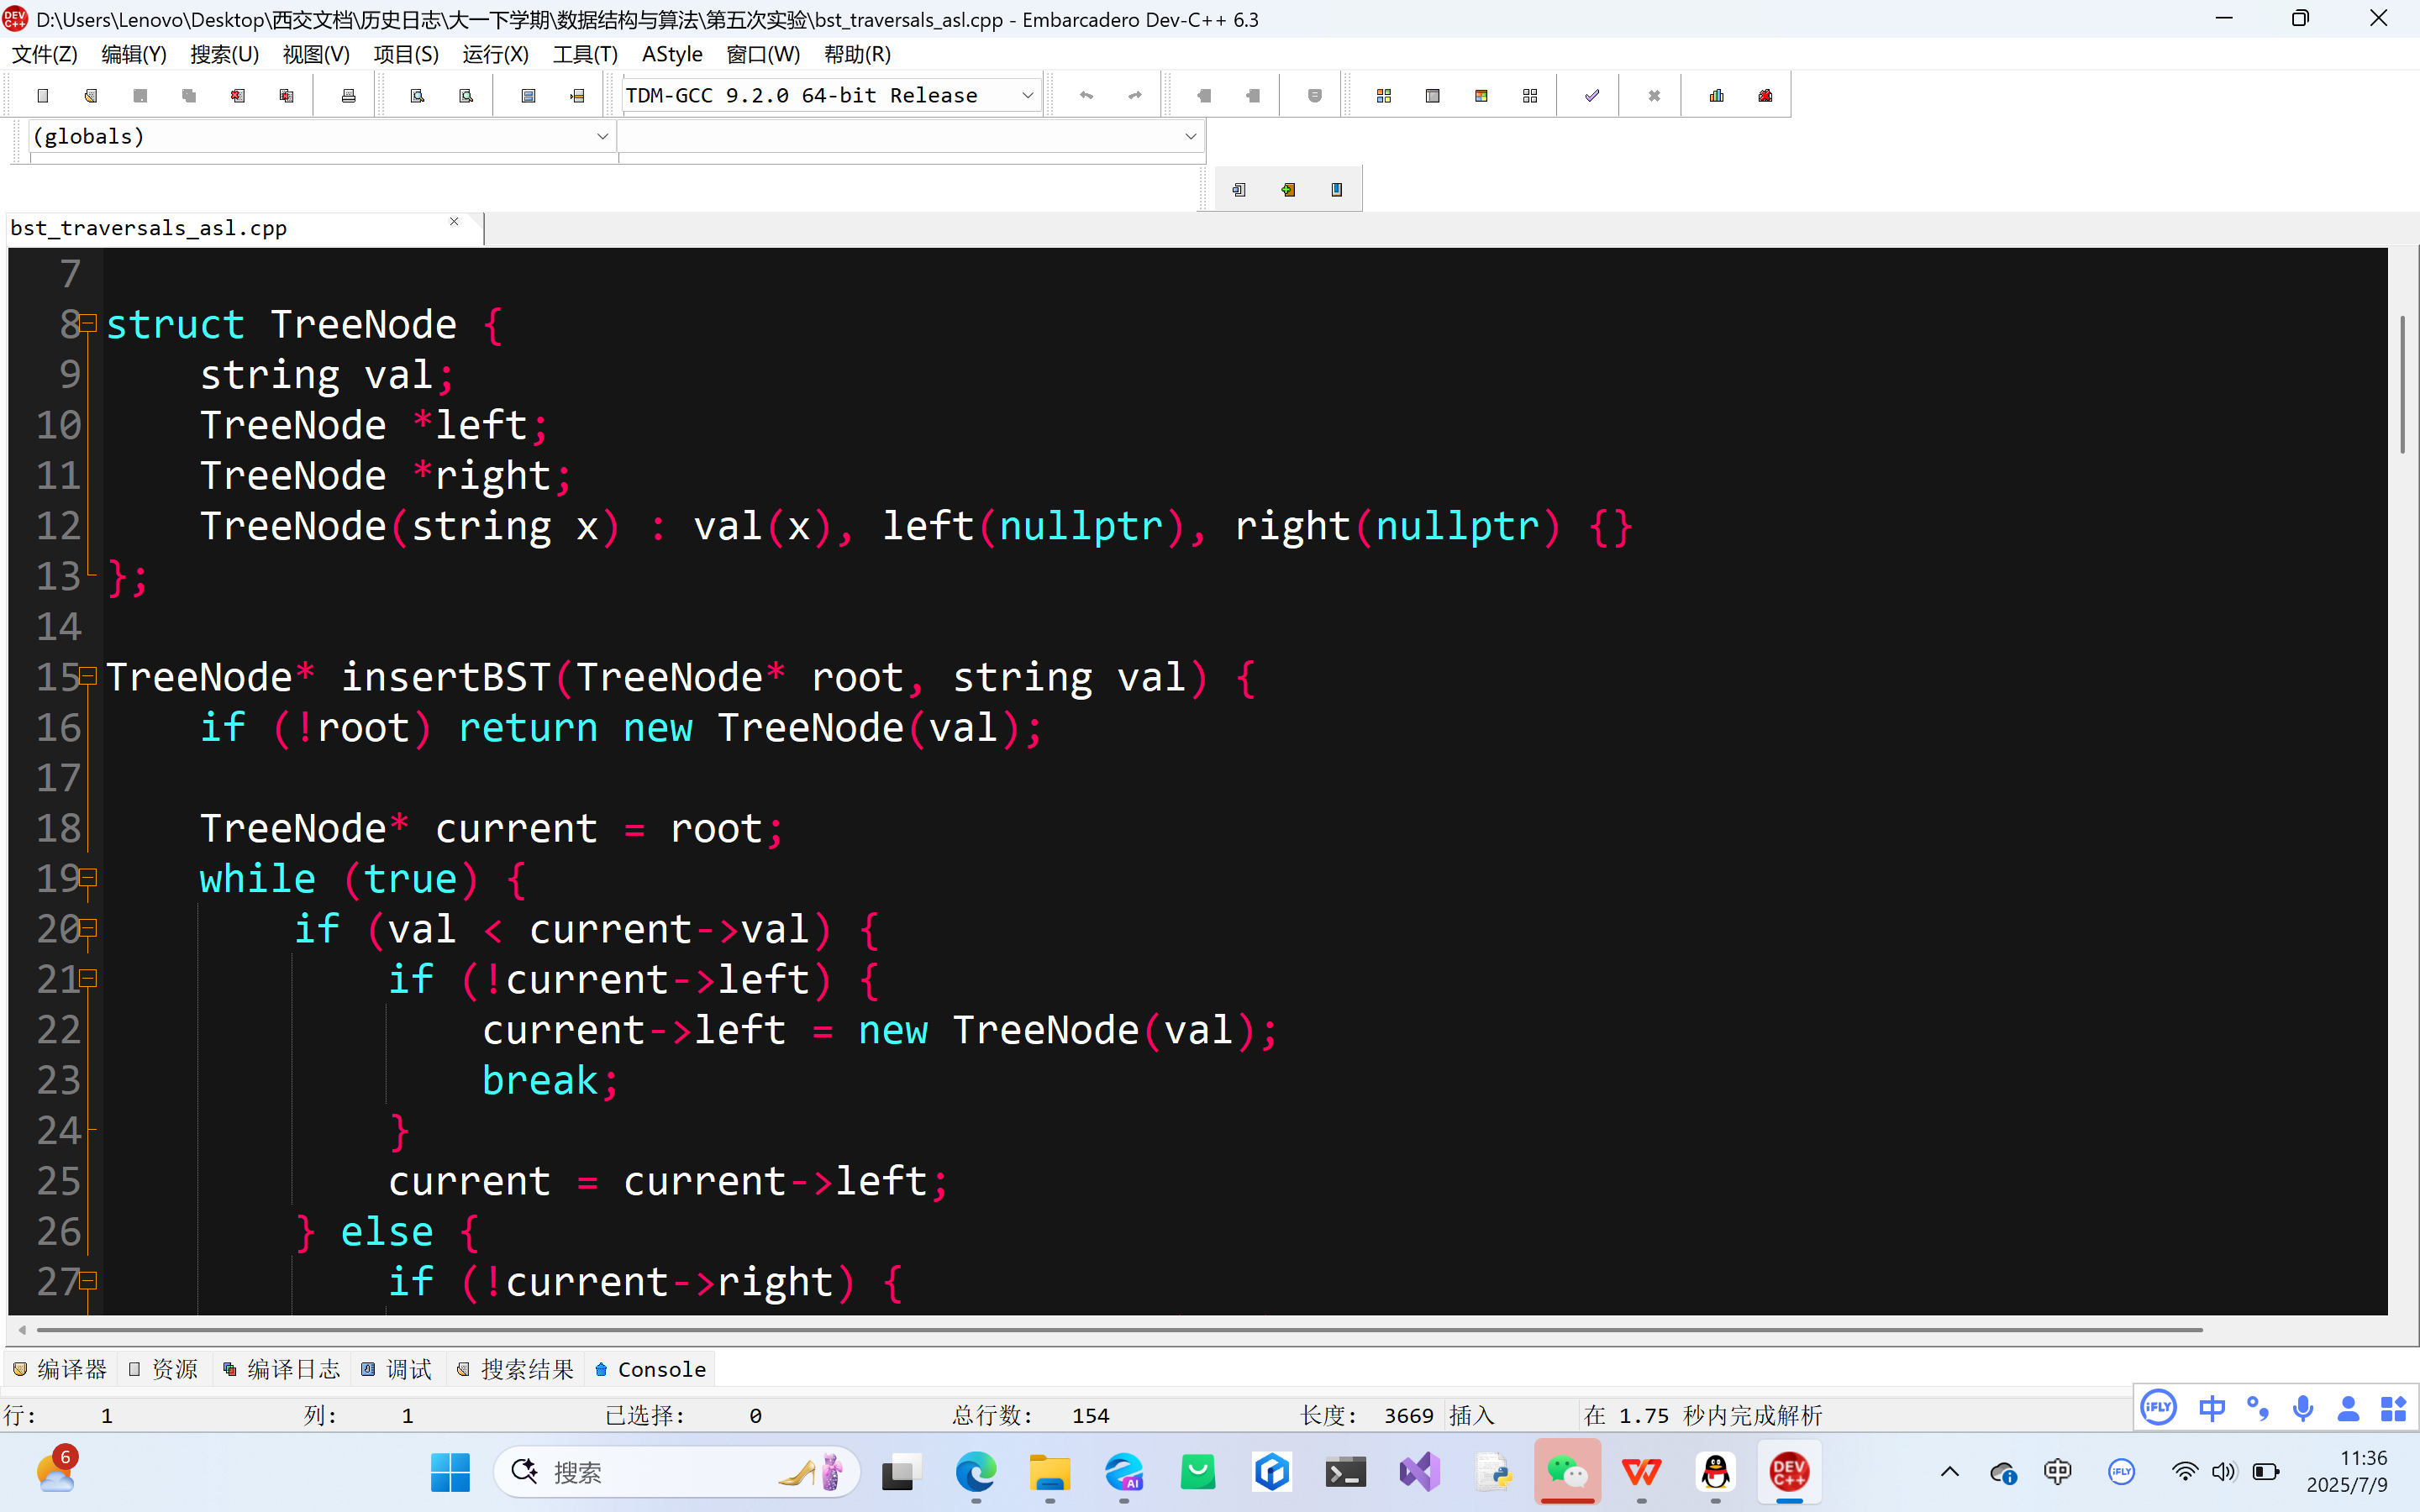 D:\Users\Lenovo\Desktop\西交文档\历史日志\大一下学期\数据结构与算法\第五次实验\bst_traversals_asl.cpp - Embarcadero Dev-C++ 6.3
文件(Z) 编辑(Y) 搜索(U) 视图(V) 项目(S) 运行(X) 工具(T) AStyle 窗口(W) 帮助(R)
TDM-GCC 9.2.0 64-bit Release
(globals)
bst_traversals_asl.cpp
7
8 struct TreeNode {
9     string val;
10     TreeNode *left;
11     TreeNode *right;
12     TreeNode(string x) : val(x), left(nullptr), right(nullptr) {}
13 };
14
15 TreeNode* insertBST(TreeNode* root, string val) {
16     if (!root) return new TreeNode(val);
17
18     TreeNode* current = root;
19     while (true) {
20         if (val < current->val) {
21             if (!current->left) {
22                 current->left = new TreeNode(val);
23                 break;
24             }
25             current = current->left;
26         } else {
27             if (!current->right) {
编译器 资源 编译日志 调试 搜索结果 Console
行: 1 列: 1 已选择: 0 总行数: 154 长度: 3669 插入 在 1.75 秒内完成解析
iFLY 中
6
搜索
AI
DEV C++
中
iFLY
11:36
2025/7/9